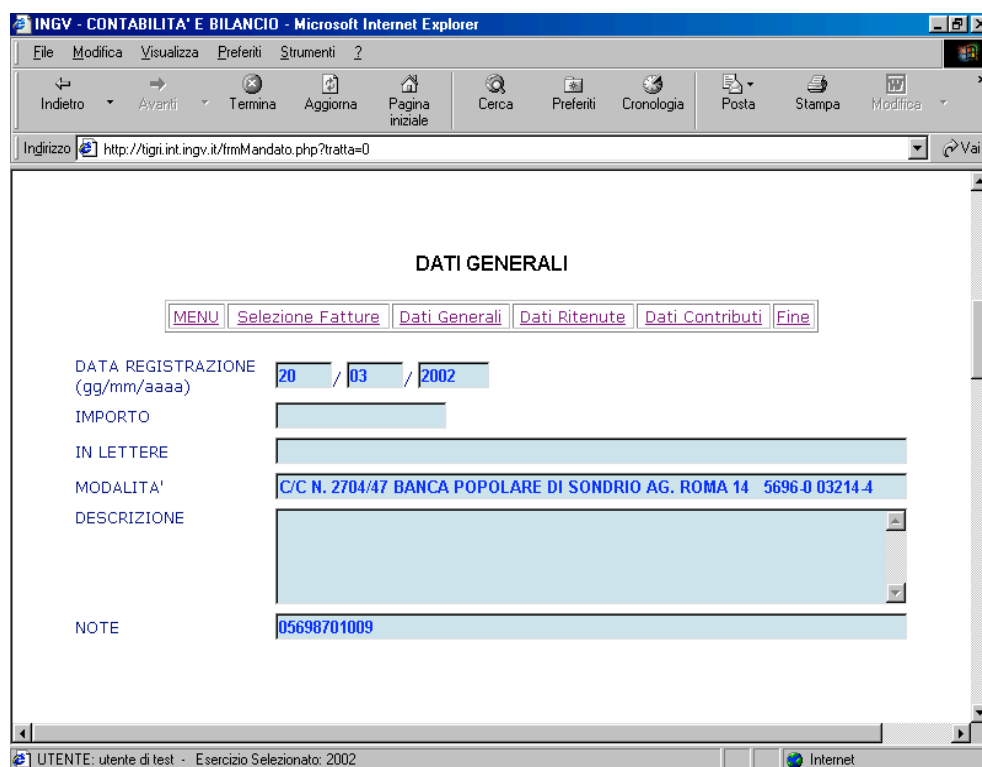 INGV - CONTABILITA' E BILANCIO - Microsoft Internet Explorer
File Modifica Visualizza Preferiti Strumenti ?
Indietro Avanti Termina Aggiorna Pagina iniziale Cerca Preferiti Cronologia Posta Stampa Modifica
Indirizzo http://tigri.int.ingv.it/frmMandato.php?tratta=0 Vai
DATI GENERALI
MENU Selezione Fatture Dati Generali Dati Ritenute Dati Contributi Fine
DATA REGISTRAZIONE
(gg/mm/aaaa) 20 / 03 / 2002
IMPORTO
IN LETTERE
MODALITA' C/C N. 2704/47 BANCA POPOLARE DI SONDRIO AG. ROMA 14 5696-0 03214-4
DESCRIZIONE
NOTE 05698701009
UTENTE: utente di test - Esercizio Selezionato: 2002 Internet